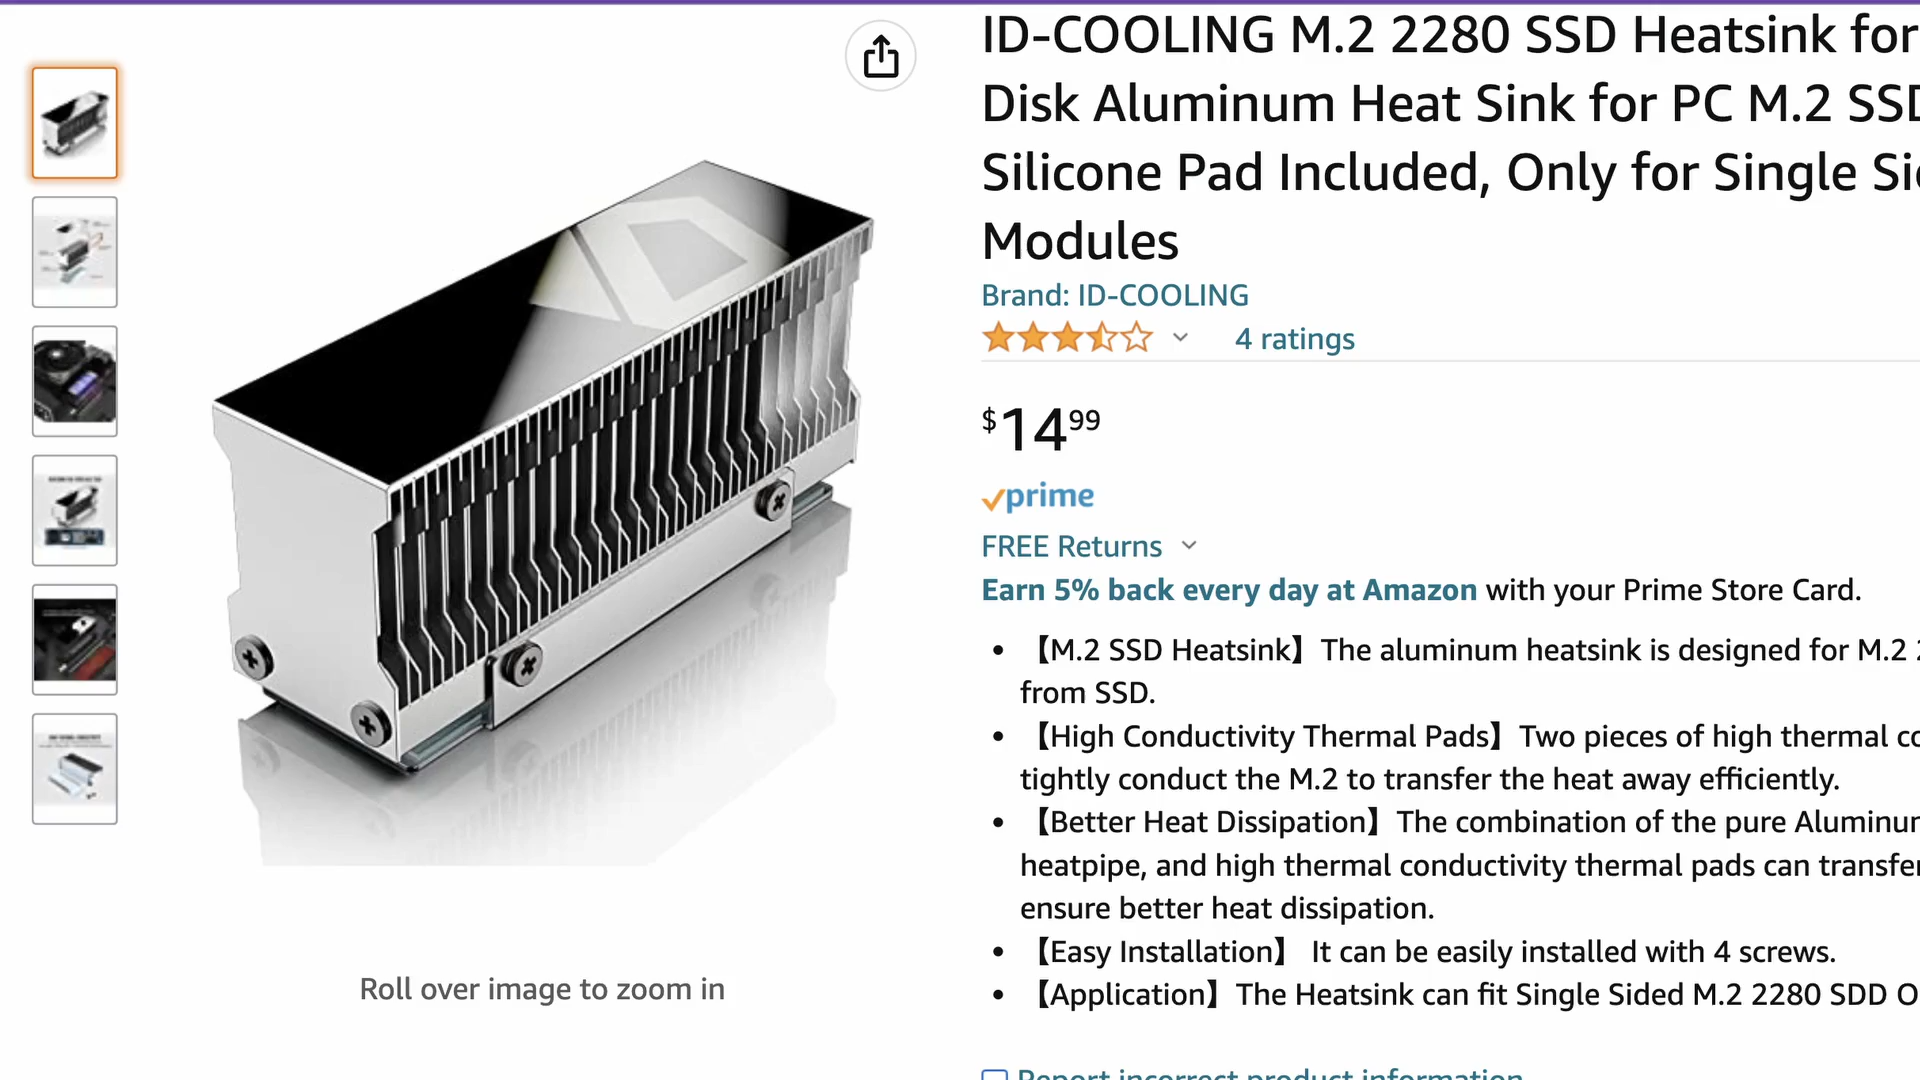 ID-COOLING M.2 2280 SSD Heatsink for
Disk Aluminum Heat Sink for PC M.2 SSD
Silicone Pad Included, Only for Single
Modules
Brand: ID-COOLING
4 ratings
$14 99
prime
FREE Returns
Earn 5% back every day at Amazon with your Prime Store Card.
• 【M.2 SSD Heatsink】The aluminum heatsink is designed for M.2
from SSD.
• 【High Conductivity Thermal Pads】Two pieces of high thermal
tightly conduct the M.2 to transfer the heat away efficiently.
• 【Better Heat Dissipation】The combination of the pure Aluminum
heatpipe, and high thermal conductivity thermal pads can transfer
ensure better heat dissipation.
• 【Easy Installation】 It can be easily installed with 4 screws.
• 【Application】The Heatsink can fit Single Sided M.2 2280 SDD
Roll over image to zoom in
Report incorrect product information